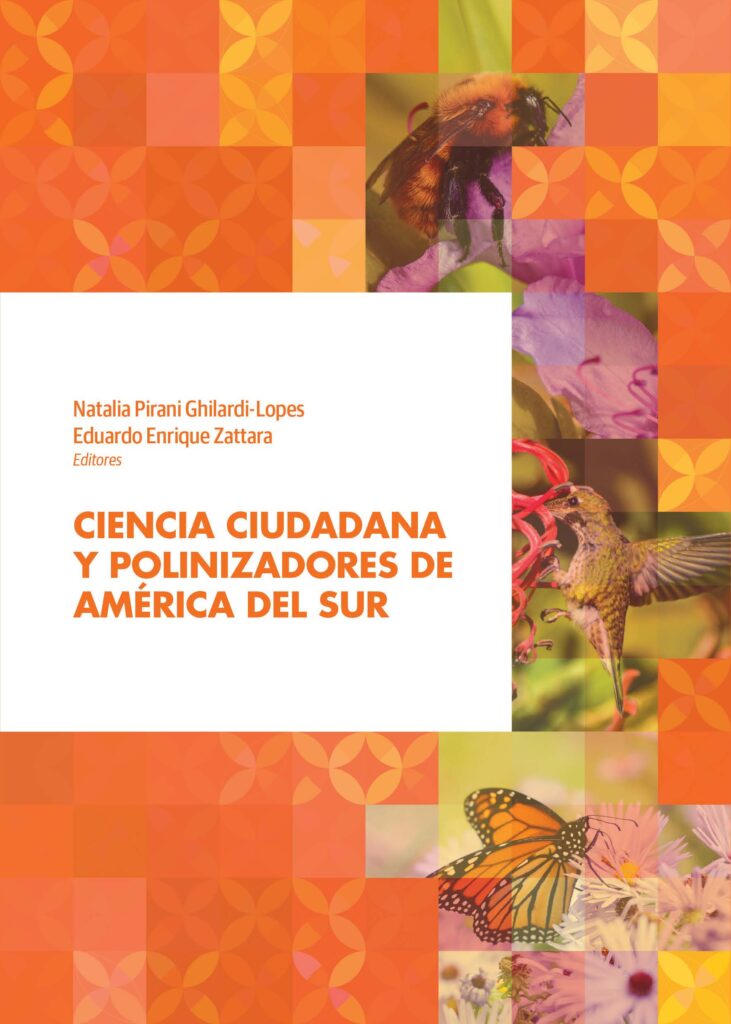 Natalia Pirani Ghilardi-Lopes
Eduardo Enrique Zattara
Editores
CIENCIA CIUDADANA
Y POLINIZADORES DE
AMÉRICA DEL SUR